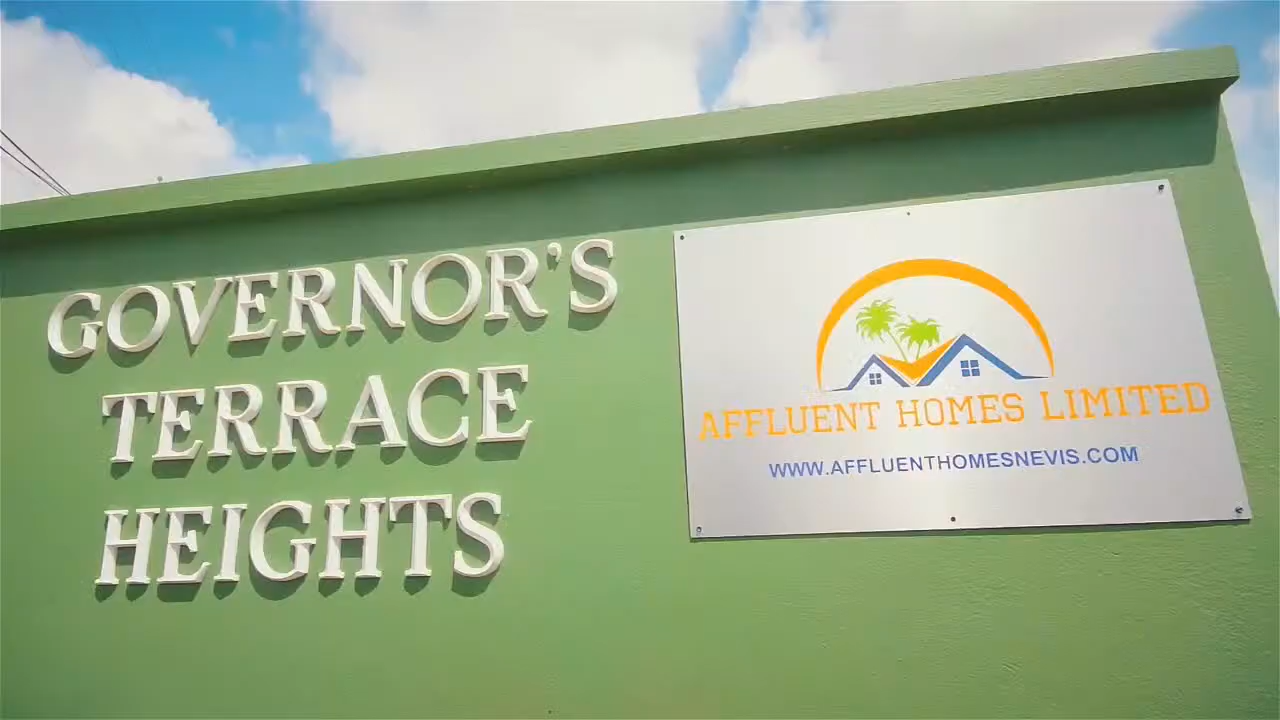 GOVERNOR'S
TERRACE
HEIGHTS
AFFLUENT HOMES LIMITED
WWW.AFFLUENTHOMESNEVIS.COM